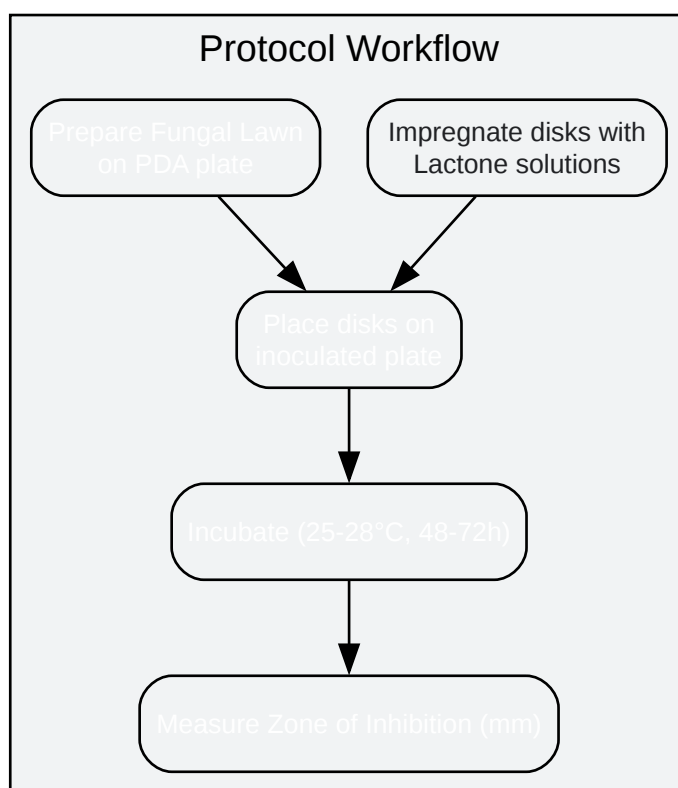 Protocol Workflow
Prepare Fungal Lawn
on PDA plate
Impregnate disks with
Lactone solutions
Place disks on
inoculated plate
Incubate (25-28°C, 48-72h)
Measure Zone of Inhibition (mm)